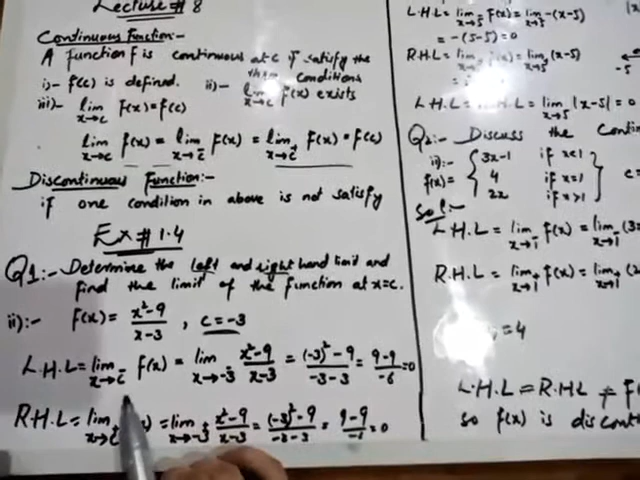 Lecture # 8
Continuous Function:-
A function f is continuous at c if satisfy the
these conditions
i:- f(c) is defined. ii:- lim x→c f(x) exists
iii:- lim x→c F(x) = f(c)
lim x→c f(x) = lim x→c⁻ F(x) = lim x→c⁺ F(x) = f(c)
Discontinuous Function:-
if one condition in above is not satisfy
Ex # 1.4
Q1:- Determine the left and right hand limit and
find the limit of the function at x=c.
ii):- F(x) = x²-9 / x-3 , c = -3
L.H.L = lim x→c⁻ f(x) = lim x→-3⁻ x²-9 / x-3 = (-3)²-9 / -3-3 = 9-9 / -6 = 0
R.H.L = lim = lim x→-3 x²-9 / x-3 = (-3)²-9 / -3-3 = 9-9 / -6 = 0
L.H.L = lim x→5⁻ F(x) = lim x→5⁻ -(x-5)
= -(5-5) = 0
R.H.L = lim x→5⁺ = lim x→5⁺ (x-5)
-5
L.H.L = H.L = lim x→5 |x-5| = 0
Q2:- Discuss the
ii):- f(x) = { 3x-1 if x<1
4 if x=1
2x if x>1 }
Sol:-
L.H.L = lim x→1⁻ f(x) = lim x→1⁻ (3
R.H.L = lim x→1⁺ f(x) = lim x→1⁺ (2
= 4
L.H.L = R.H.L ≠
so f(x) is